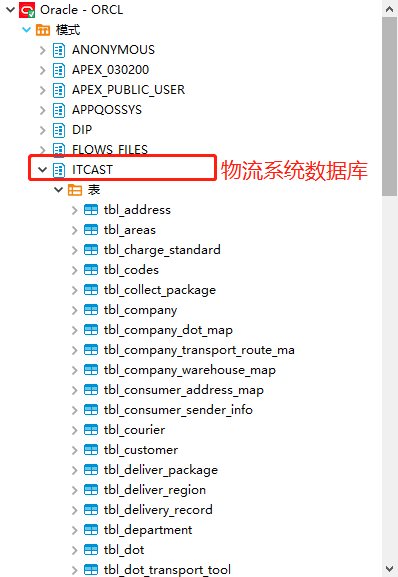 Oracle - ORCL
模式
ANONYMOUS
APEX_030200
APEX_PUBLIC_USER
APPQOSSYS
DIP
FLOWS_FILES
ITCAST 物流系统数据库
表
tbl_address
tbl_areas
tbl_charge_standard
tbl_codes
tbl_collect_package
tbl_company
tbl_company_dot_map
tbl_company_transport_route_ma
tbl_company_warehouse_map
tbl_consumer_address_map
tbl_consumer_sender_info
tbl_courier
tbl_customer
tbl_deliver_package
tbl_deliver_region
tbl_delivery_record
tbl_department
tbl_dot
tbl_dot_transport_tool